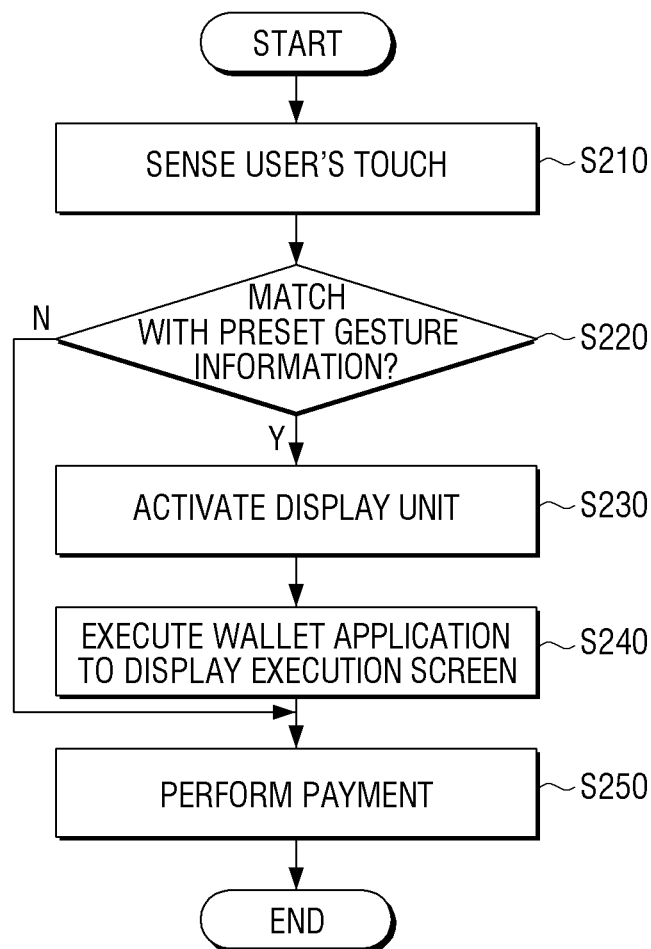 START
SENSE USER'S TOUCH
S210
MATCH
WITH PRESET GESTURE
INFORMATION?
S220
N
Y
ACTIVATE DISPLAY UNIT
S230
EXECUTE WALLET APPLICATION
TO DISPLAY EXECUTION SCREEN
S240
PERFORM PAYMENT
S250
END